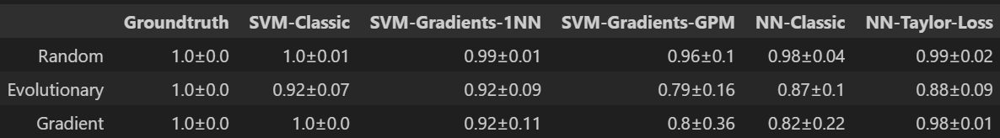 Groundtruth SVM-Classic SVM-Gradients-1NN SVM-Gradients-GPM NN-Classic NN-Taylor-Loss
Random 1.0±0.0 1.0±0.01 0.99±0.01 0.96±0.1 0.98±0.04 0.99±0.02
Evolutionary 1.0±0.0 0.92±0.07 0.92±0.09 0.79±0.16 0.87±0.1 0.88±0.09
Gradient 1.0±0.0 1.0±0.0 0.92±0.11 0.8±0.36 0.82±0.22 0.98±0.01